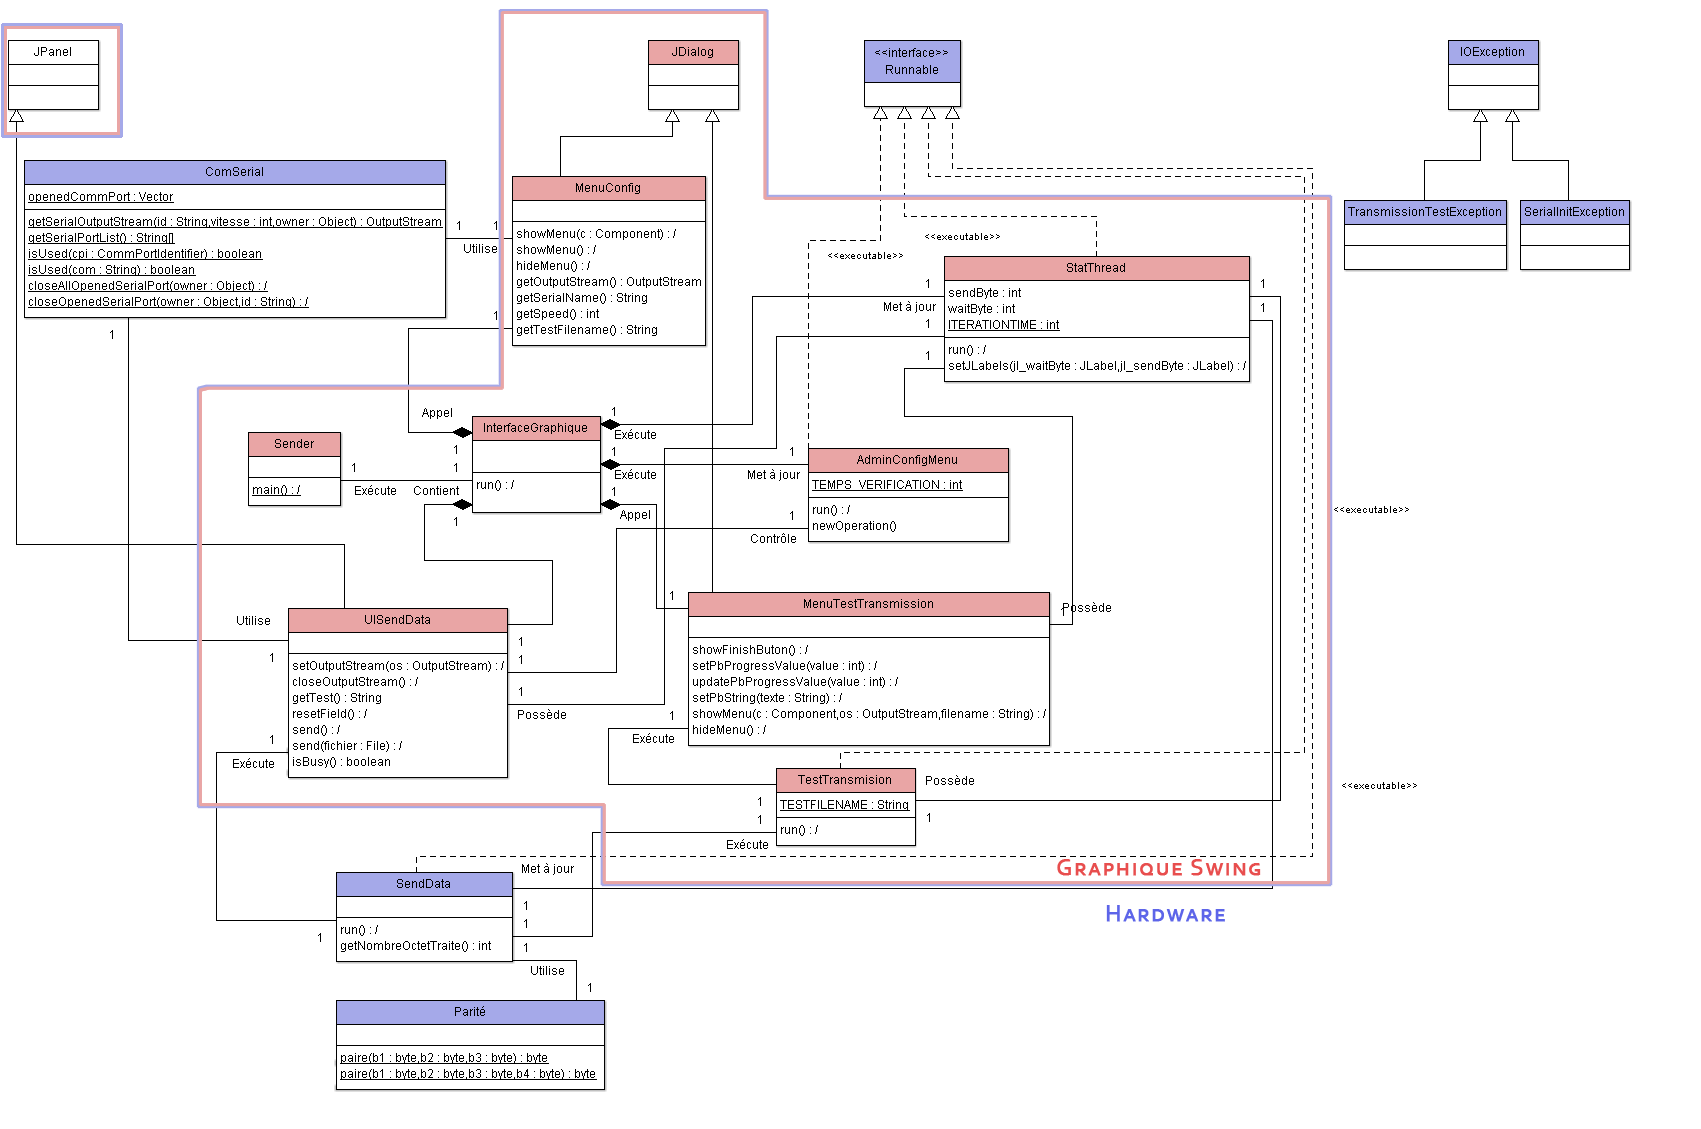 JPanel
JDialog
<<interface>>
Runnable
IOException
ComSerial
openedCommPort : Vector
getSerialOutputStream(id : String,vitesse : int,owner : Object) : OutputStream
getSerialPortList() : String[]
isUsed(cpi : CommPortIdentifier) : boolean
isUsed(com : String) : boolean
closeAllOpenedSerialPort(owner : Object) : /
closeOpenedSerialPort(owner : Object,id : String) : /
1
1
Utilise
1
1
MenuConfig
showMenu(c : Component) : /
showMenu() : /
hideMenu() : /
getOutputStream() : OutputStream
getSerialName() : String
getSpeed() : int
getTestFilename() : String
TransmissionTestException
SerialInitException
<<executable>>
<<executable>>
StatThread
sendByte : int
waitByte : int
ITERATIONTIME : int
run() : /
setJLabels(jl_waitByte : JLabel,jl_sendByte : JLabel) : /
1
Met à jour
1
1
1
1
Appel
1
InterfaceGraphique
run() : /
1
Exécute
1
Exécute
1
Appel
Sender
main() : /
1
Exécute
1
Contient
1
1
Met à jour
AdminConfigMenu
TEMPS_VERIFICATION : int
run() : /
newOperation()
1
Contrôle
<<executable>>
Utilise
1
UISendData
setOutputStream(os : OutputStream) : /
closeOutputStream() : /
getTest() : String
resetField() : /
send() : /
send(fichier : File) : /
isBusy() : boolean
1
1
1
Possède
1
Exécute
1
MenuTestTransmission
showFinishButon() : /
setPbProgressValue(value : int) : /
updatePbProgressValue(value : int) : /
setPbString(texte : String) : /
showMenu(c : Component,os : OutputStream,filename : String) : /
hideMenu() : /
1
Possède
1
Exécute
TestTransmision
TESTFILENAME : String
run() : /
Possède
1
1
1
Exécute
<<executable>>
Graphique Swing
Hardware
Met à jour
SendData
run() : /
getNombreOctetTraite() : int
1
1
1
1
Utilise
1
Parité
paire(b1 : byte,b2 : byte,b3 : byte) : byte
paire(b1 : byte,b2 : byte,b3 : byte,b4 : byte) : byte